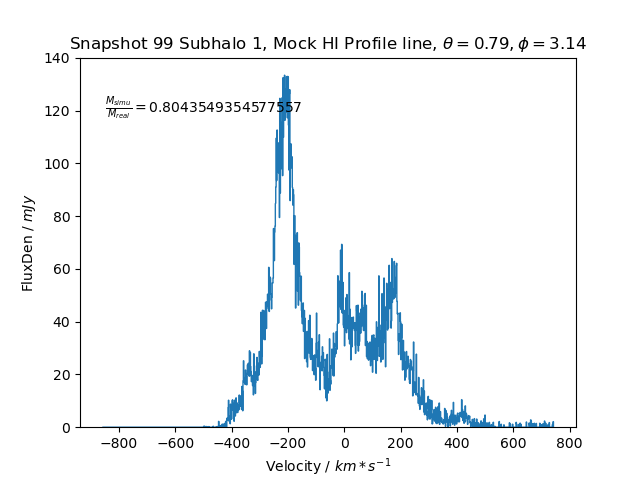 Snapshot 99 Subhalo 1, Mock HI Profile line, θ = 0.79, ϕ = 3.14
140
120
100
80
60
40
20
0
FluxDen / mJy
M_simu/M_real = 0.8043549354577557
−800 −600 −400 −200 0 200 400 600 800
Velocity / km * s⁻¹